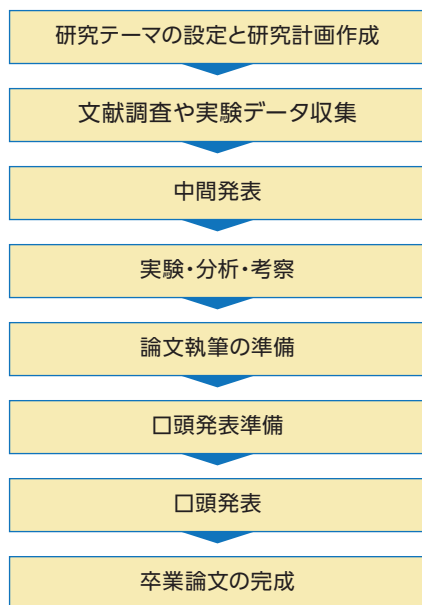 研究テーマの設定と研究計画作成
文献調査や実験データ収集
中間発表
実験・分析・考察
論文執筆の準備
口頭発表準備
口頭発表
卒業論文の完成